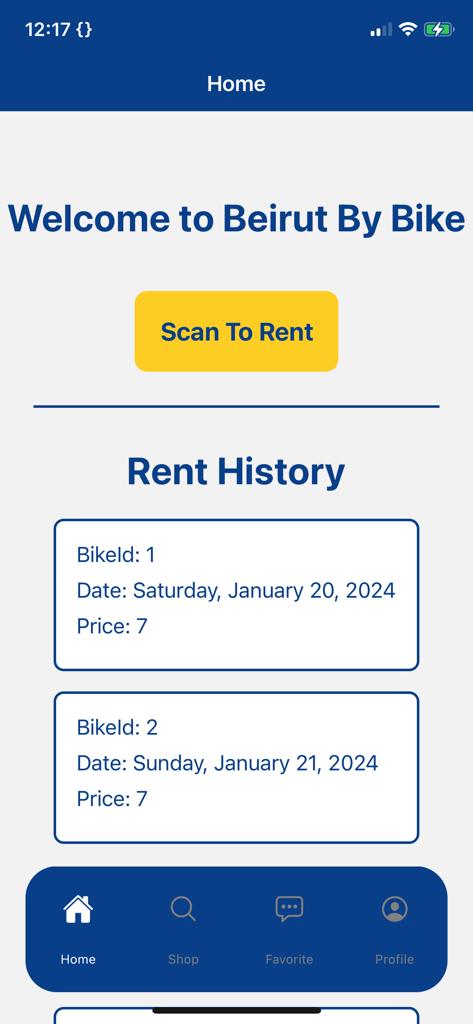 12:17 {}
Home
Welcome to Beirut By Bike
Scan To Rent
Rent History
BikeId: 1
Date: Saturday, January 20, 2024
Price: 7
BikeId: 2
Date: Sunday, January 21, 2024
Price: 7
Home Shop Favorite Profile